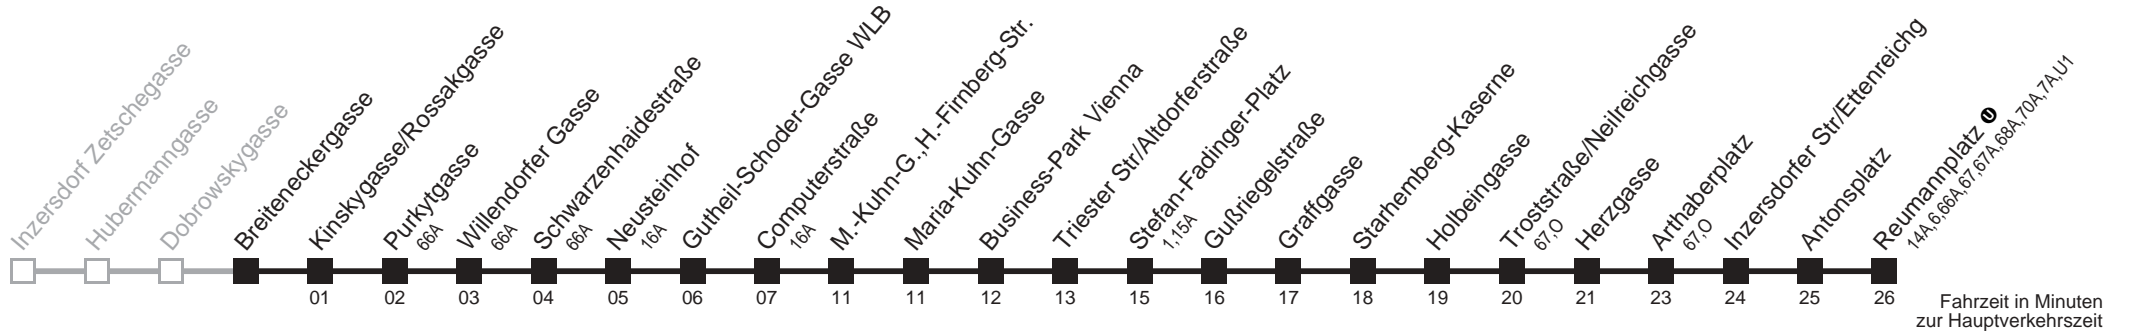 Inzersdorf Zetschegasse
Hubermanngasse
Dobrowskygasse
Breiteneckergasse
Kinskygasse/Rossakgasse
01
Purkytgasse
66A
02
Willendorfer Gasse
66A
03
Schwarzenhaidestraße
66A
04
Neusteinhof
16A
05
Gutheil-Schoder-Gasse WLB
06
Computerstraße
16A
07
M.-Kuhn-G.,H.-Firnberg-Str.
11
Maria-Kuhn-Gasse
11
Business-Park Vienna
12
Triester Str/Altdorferstraße
13
Stefan-Fadinger-Platz
1,15A
15
Gußriegelstraße
16
Graffgasse
17
Starhemberg-Kaserne
18
Holbeingasse
19
Troststraße/Neilreichgasse
67,O
20
Herzgasse
21
Arthaberplatz
67,O
23
Inzersdorfer Str/Ettenreichg
24
Antonsplatz
25
Reumannplatz U
14A,6,66A,67,67A,68A,70A,7A,U1
26
Fahrzeit in Minuten
zur Hauptverkehrszeit